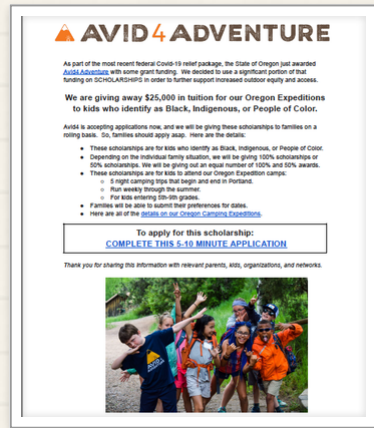 AVID4ADVENTURE
As part of the most recent federal Covid-19 relief package, the State of Oregon just awarded
Avid4 Adventure with some grant funding. We decided to use a significant portion of that
funding on SCHOLARSHIPS in order to further support increased outdoor equity and access.
We are giving away $25,000 in tuition for our Oregon Expeditions
to kids who identify as Black, Indigenous, or People of Color.
Avid4 is accepting applications now, and we will be giving these scholarships to families on a
rolling basis. So, families should apply asap. Here are the details:
● These scholarships are for kids who identify as Black, Indigenous, or People of Color.
● Depending on the individual family situation, we will be giving 100% scholarships or
50% scholarships. We will be giving out an equal number of 100% and 50% awards.
● These scholarships are for kids to attend our Oregon Expedition camps:
○ 5 night camping trips that begin and end in Portland.
○ Run weekly through the summer.
○ For kids entering 5th-9th grades.
● Families will be able to submit their preferences for dates.
● Here are all of the details on our Oregon Camping Expeditions.
To apply for this scholarship:
COMPLETE THIS 5-10 MINUTE APPLICATION
Thank you for sharing this information with relevant parents, kids, organizations, and networks.